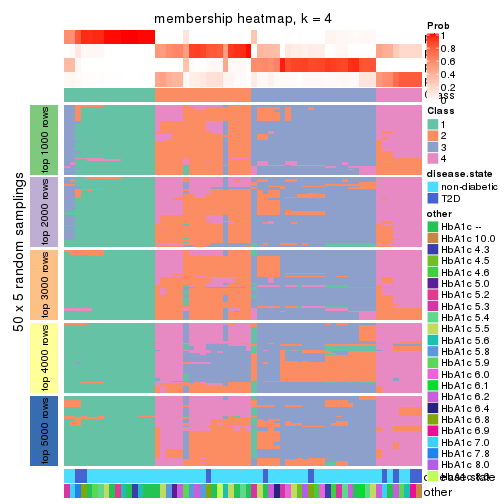 membership heatmap, k = 4
50 x 5 random samplings
top 1000 rows
top 2000 rows
top 3000 rows
top 4000 rows
top 5000 rows
Prob
1
0.8
0.6
0.4
0.2
0
Class
1
2
3
4
disease.state
non-diabetic
T2D
other
HbA1c --
HbA1c 10.0
HbA1c 4.3
HbA1c 4.5
HbA1c 4.6
HbA1c 5.0
HbA1c 5.2
HbA1c 5.3
HbA1c 5.4
HbA1c 5.5
HbA1c 5.6
HbA1c 5.8
HbA1c 5.9
HbA1c 6.0
HbA1c 6.1
HbA1c 6.2
HbA1c 6.4
HbA1c 6.8
HbA1c 6.9
HbA1c 7.0
HbA1c 7.8
HbA1c 8.0
other